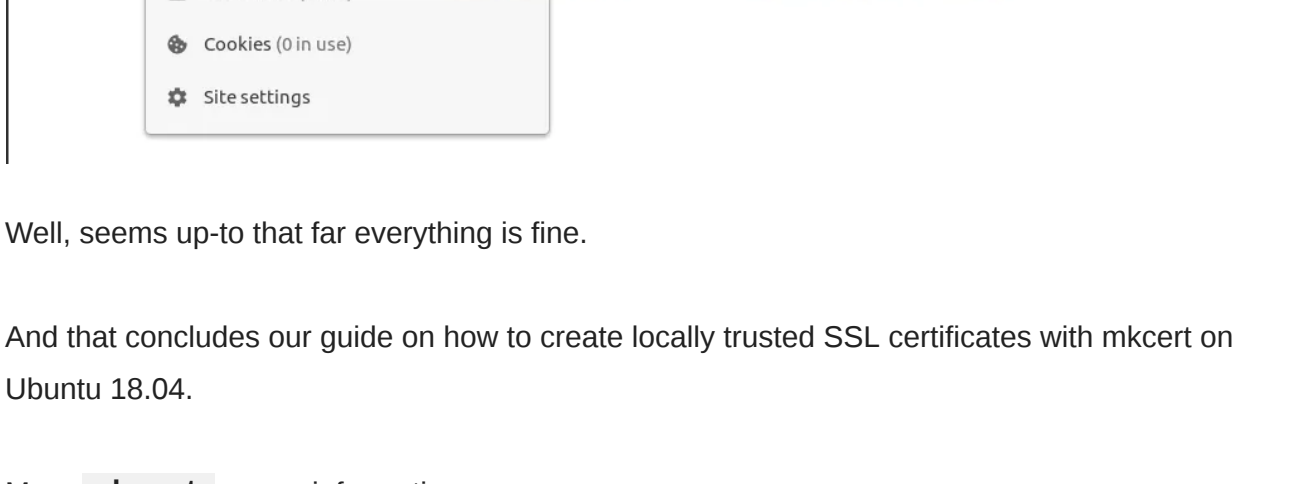 Cookies (0 in use)
Site settings
Well, seems up-to that far everything is fine.
And that concludes our guide on how to create locally trusted SSL certificates with mkcert on
Ubuntu 18.04.